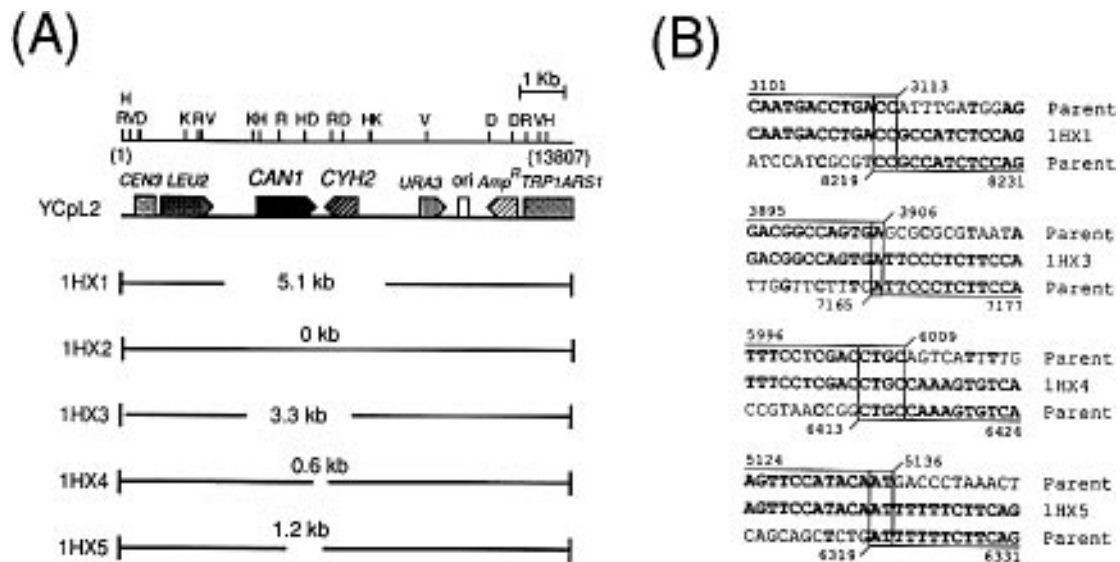 (A)
1 Kb
H
RVD K RV KH R HD RD HK V D DRVH
(1) (13807)
CEN3 LEU2 CAN1 CYH2 URA3 ori Amp^R TRP1ARS1
YCpL2
1HX1 5.1 kb
1HX2 0 kb
1HX3 3.3 kb
1HX4 0.6 kb
1HX5 1.2 kb
(B)
3101 3113
CAATGACCTGACCATTTGATGGAG Parent
CAATGACCTGACCGCCATCTCCAG 1HX1
ATCCATCGCGTCCGCCATCTCCAG Parent
8219 8231
3895 3906
GACGGCCAGTGAGCGCGCGTAATA Parent
GACGGCCAGTGATTCCCTCTTCCA 1HX3
TTGGTTCTTTCATTCCCTCTTCCA Parent
7165 7177
5996 6009
TTTCCTCGACCTGCAGTCATTTTG Parent
TTTCCTCGACCTGCCAAAGTGTCA 1HX4
CCGTAACCGGCTGCCAAAGTGTCA Parent
6413 6424
5124 5136
AGTTCCATACAATGACCCTAAACT Parent
AGTTCCATACAATTTTTTCTTCAG 1HX5
CAGCAGCTCTGATTTTTTCTTCAG Parent
6319 6331